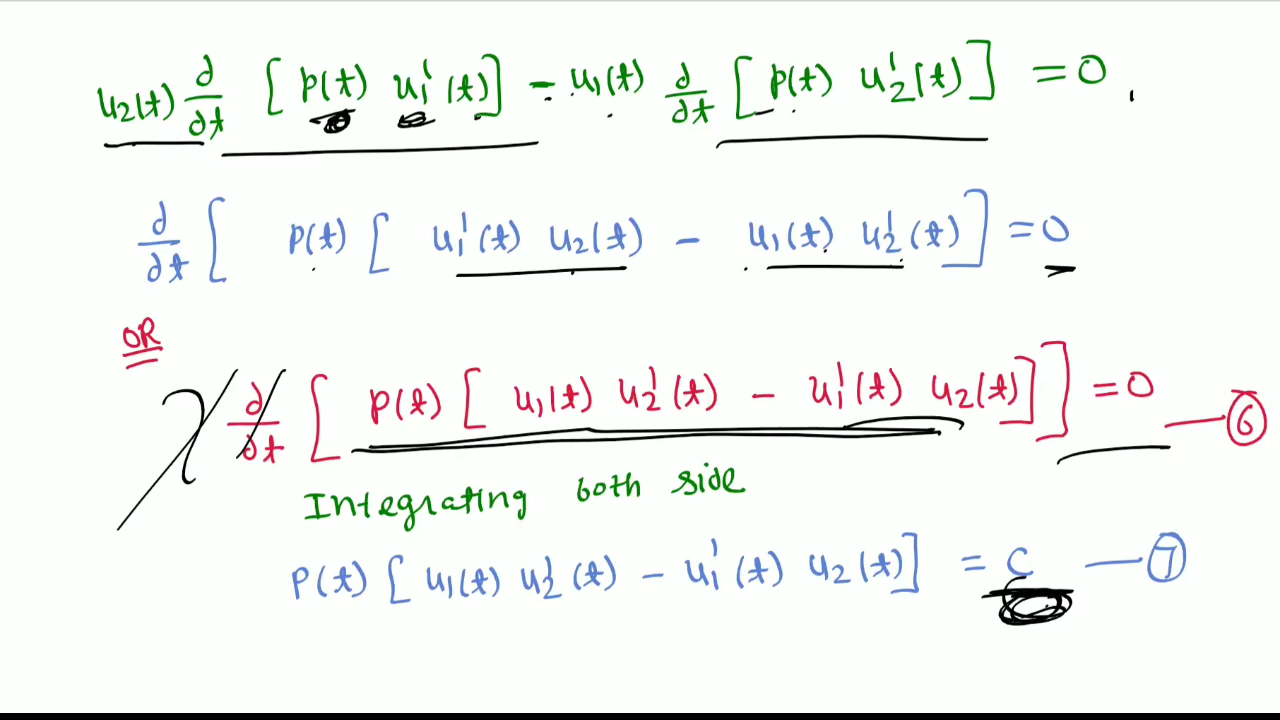 u2(t) d/dt [ p(t) u1'(t) ] - u1(t) d/dt [ p(t) u2'(t) ] = 0
d/dt [ p(t) [ u1'(t) u2(t) - u1(t) u2'(t) ] = 0
OR
d/dt [ p(t) [ u1(t) u2'(t) - u1'(t) u2(t) ] ] = 0 — ⑥
Integrating both side
P(t) [ u1(t) u2'(t) - u1'(t) u2(t) ] = C — ⑦